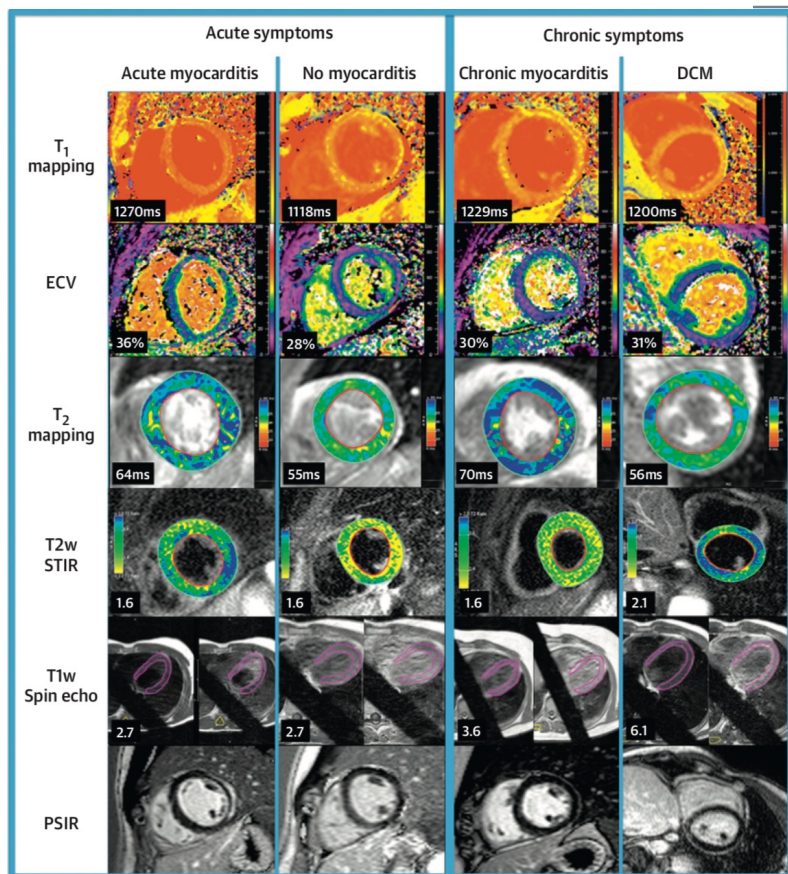 Acute symptoms
Chronic symptoms
Acute myocarditis
No myocarditis
Chronic myocarditis
DCM
T1
mapping
1270ms
1118ms
1229ms
1200ms
ECV
36%
28%
30%
31%
T2
mapping
64ms
55ms
70ms
56ms
T2w
STIR
1.6
1.6
1.6
2.1
T1w
Spin echo
2.7
2.7
3.6
6.1
PSIR